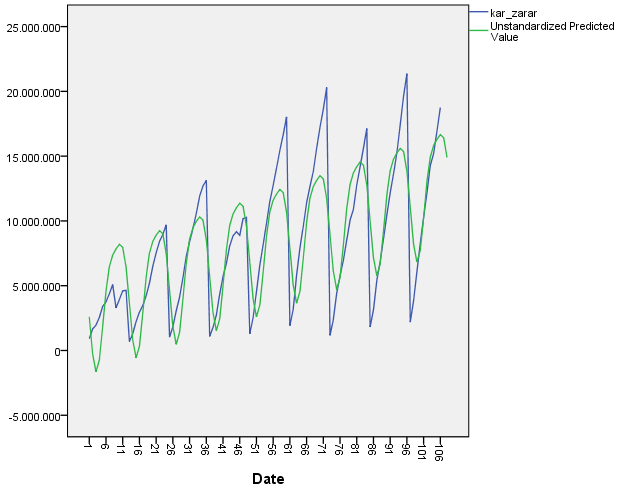 kar_zarar
Unstandardized Predicted
Value
25.000.000
20.000.000
15.000.000
10.000.000
5.000.000
0
-5.000.000
1 6 11 16 21 26 31 36 41 46 51 56 61 66 71 76 81 86 91 96 101 106
Date